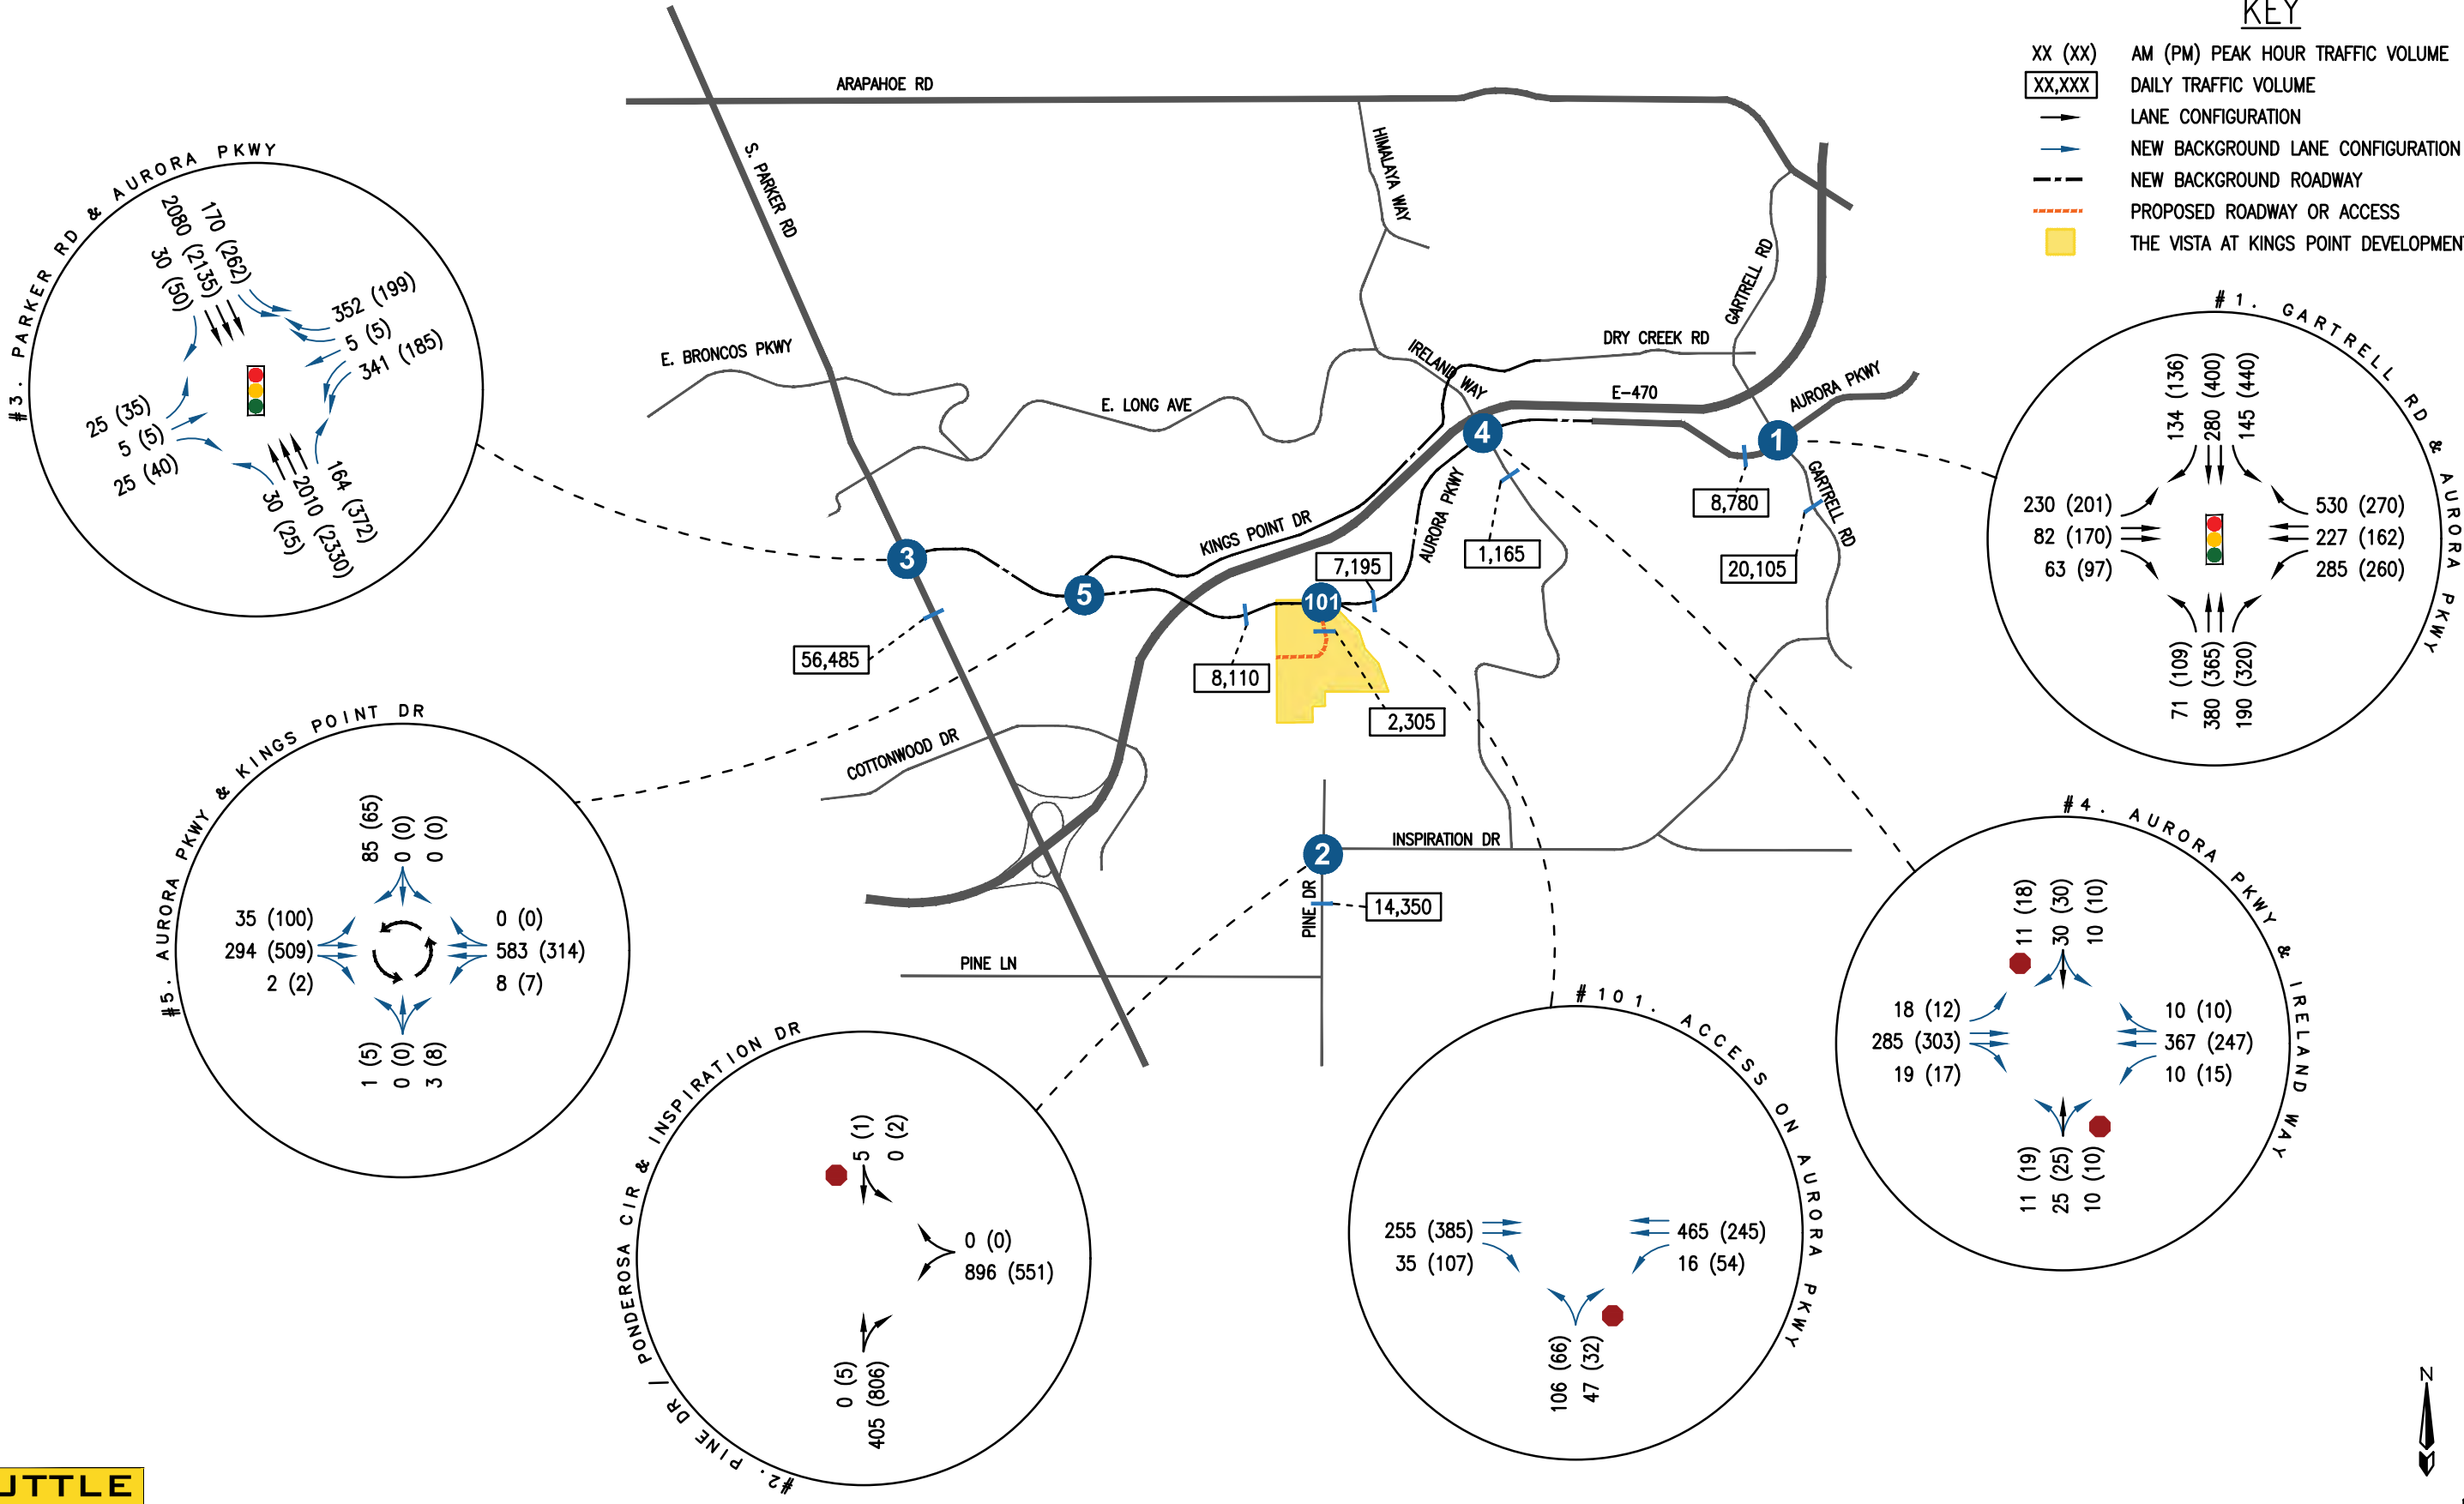 KEY
XX (XX) AM (PM) PEAK HOUR TRAFFIC VOLUME
XX,XXX DAILY TRAFFIC VOLUME
LANE CONFIGURATION
NEW BACKGROUND LANE CONFIGURATION
NEW BACKGROUND ROADWAY
PROPOSED ROADWAY OR ACCESS
THE VISTA AT KINGS POINT DEVELOPMENT
ARAPAHOE RD
S. PARKER RD
HIMALAYA WAY
GARTRELL RD
E. BRONCOS PKWY
E. LONG AVE
IRELAND WAY
DRY CREEK RD
E-470
AURORA PKWY
KINGS POINT DR
AURORA PKWY
GARTRELL RD
COTTONWOOD DR
INSPIRATION DR
PINE DR
PINE LN
1
2
3
4
5
101
8,780
20,105
1,165
7,195
8,110
2,305
56,485
14,350
#3. PARKER RD & AURORA PKWY
30 (50)
2080 (2135)
170 (262)
352 (199)
5 (5)
341 (185)
25 (35)
5 (5)
25 (40)
30 (25)
2010 (2330)
164 (372)
#1. GARTRELL RD & AURORA PKWY
134 (136)
280 (400)
145 (440)
230 (201)
82 (170)
63 (97)
530 (270)
227 (162)
285 (260)
71 (109)
380 (365)
190 (320)
#5. AURORA PKWY & KINGS POINT DR
85 (65)
0 (0)
0 (0)
35 (100)
294 (509)
2 (2)
0 (0)
583 (314)
8 (7)
1 (5)
0 (0)
3 (8)
#4. AURORA PKWY & IRELAND WAY
11 (18)
30 (30)
10 (10)
18 (12)
285 (303)
19 (17)
10 (10)
367 (247)
10 (15)
11 (19)
25 (25)
10 (10)
#2. PINE DR / PONDEROSA CIR & INSPIRATION DR
5 (1)
0 (2)
0 (0)
896 (551)
0 (5)
405 (806)
#101. ACCESS ON AURORA PKWY
255 (385)
35 (107)
465 (245)
16 (54)
106 (66)
47 (32)
N